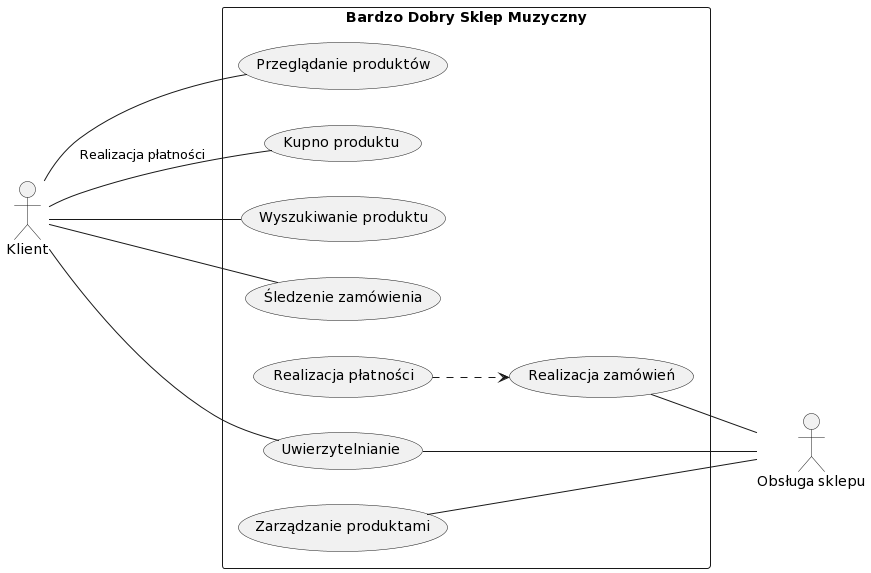 Bardzo Dobry Sklep Muzyczny
Przeglądanie produktów
Kupno produktu
Realizacja płatności
Wyszukiwanie produktu
Klient
Śledzenie zamówienia
Realizacja płatności
Realizacja zamówień
Uwierzytelnianie
Obsługa sklepu
Zarządzanie produktami